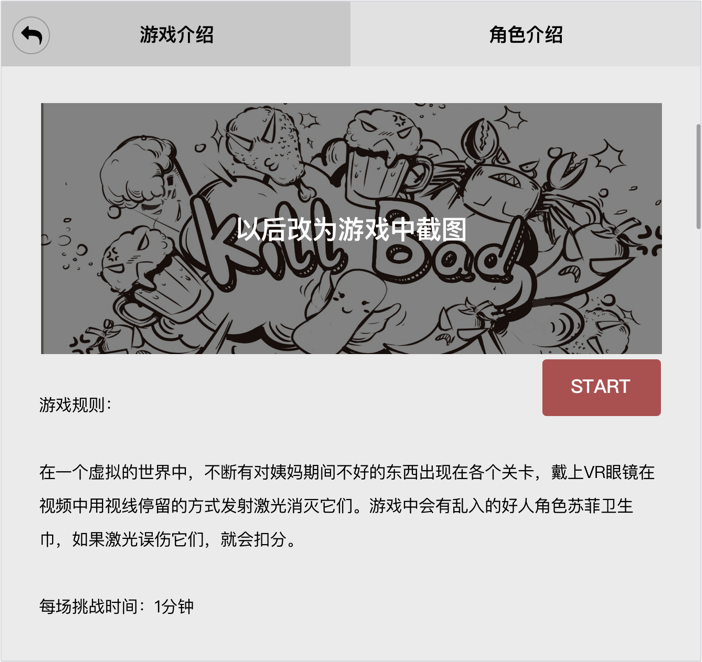 游戏介绍
角色介绍
Kill Bad
以后改为游戏中截图
START
游戏规则：
在一个虚拟的世界中，不断有对姨妈期间不好的东西出现在各个关卡，戴上VR眼镜在
视频中用视线停留的方式发射激光消灭它们。游戏中会有乱入的好人角色苏菲卫生
巾，如果激光误伤它们，就会扣分。
每场挑战时间：1分钟